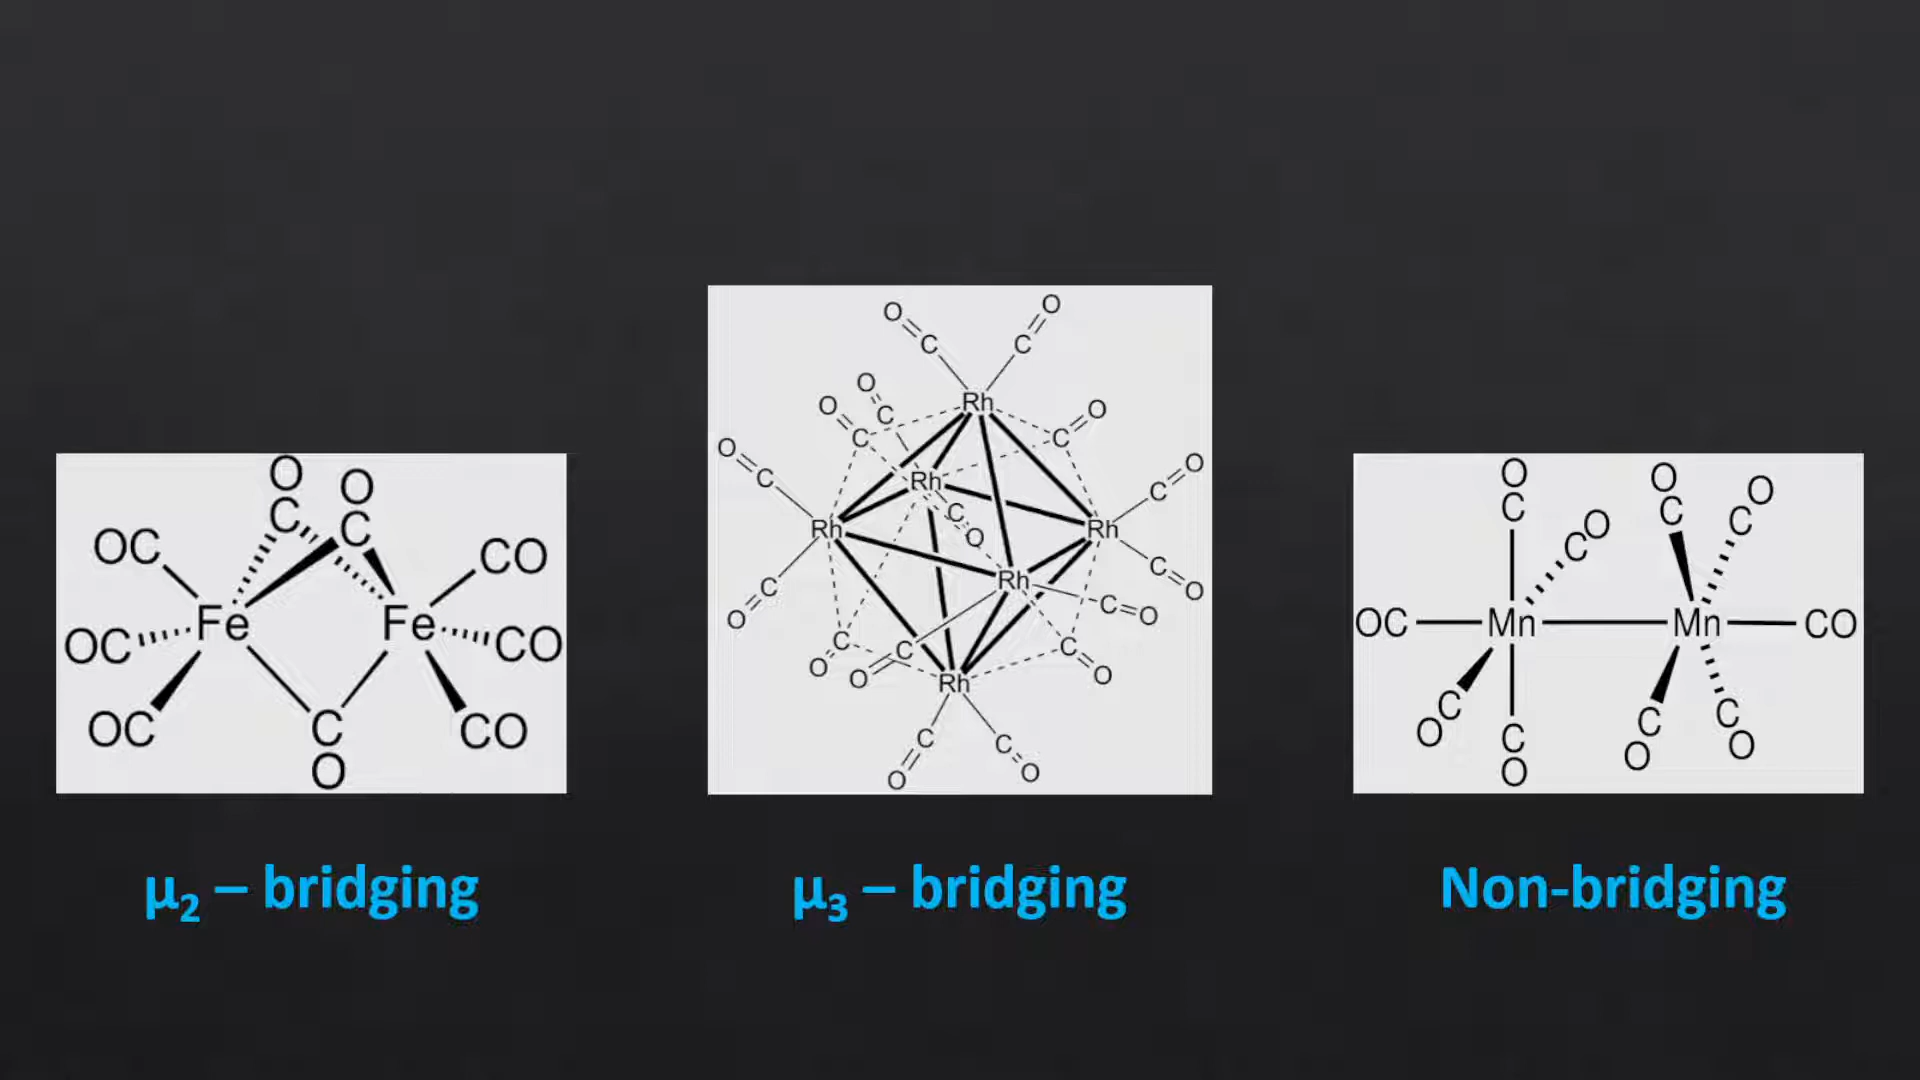 O O
C C
OC CO
Fe Fe
OC CO
OC CO
C
O
O O
C C
Rh
O O O
C C C
O O
C Rh C
C
Rh O Rh
Rh C
C C O O
O C
C C C
O O Rh O
C C
O O
O O O
C C C
CO
OC Mn Mn CO
C C C
O C O O
O
μ2 – bridging
μ3 – bridging
Non-bridging